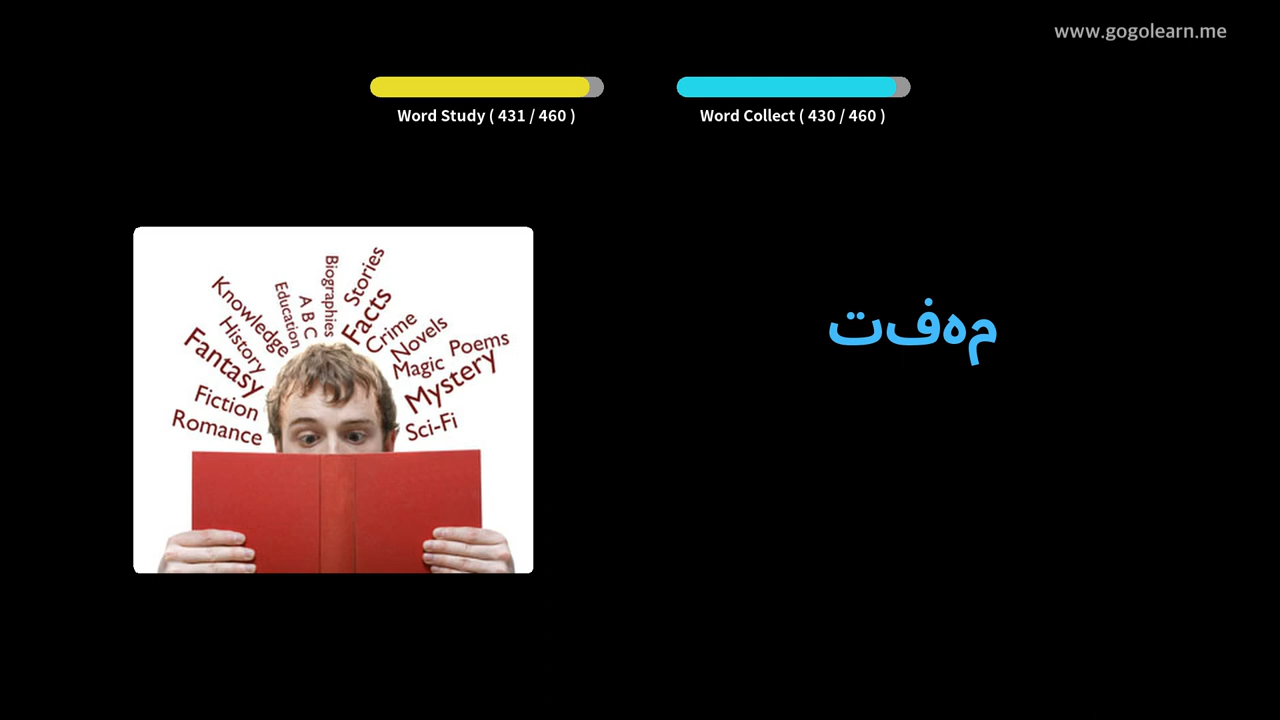 www.gogolearn.me
Word Study ( 431 / 460 )
Word Collect ( 430 / 460 )
Romance
Fiction
Fantasy
History
Knowledge
Education
A B C
Biographies
Stories
Facts
Crime
Novels
Magic
Poems
Mystery
Sci-Fi
تفهم